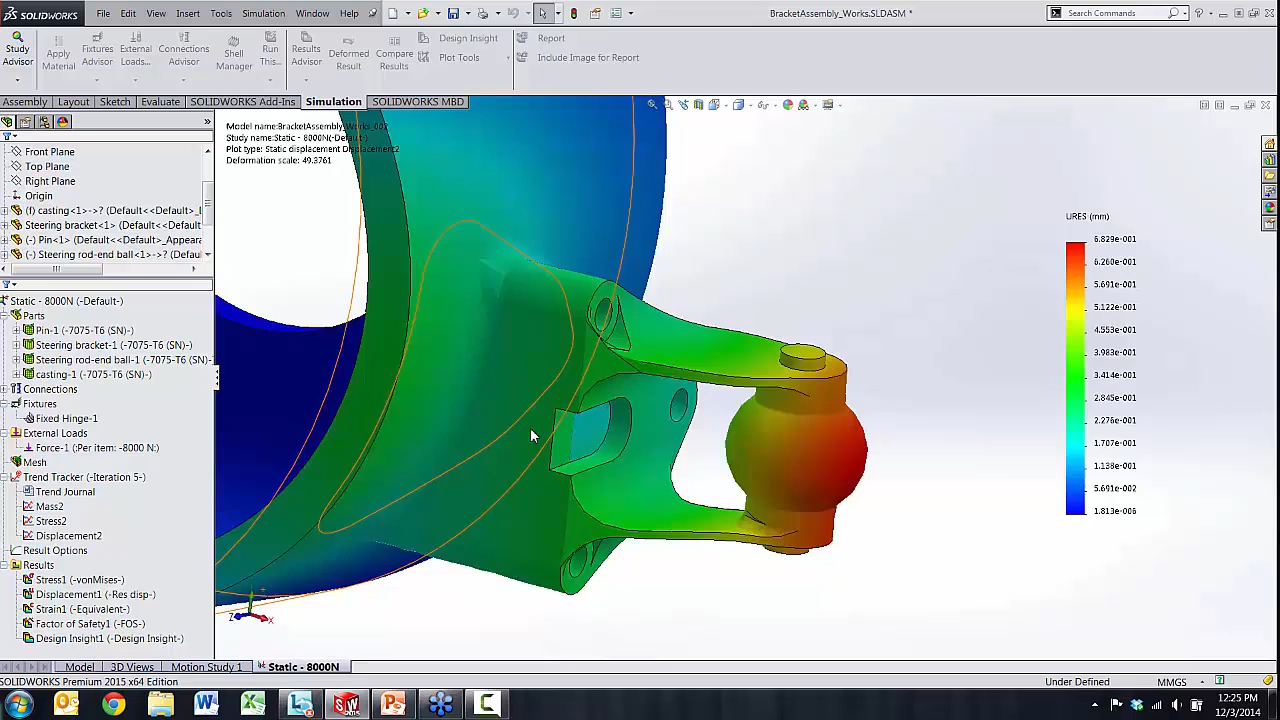 SOLIDWORKS
File Edit View Insert Tools Simulation Window Help
BracketAssembly_Works.SLDASM *
Search Commands
Study Advisor
Apply Material
Fixtures Advisor
External Loads...
Connections Advisor
Shell Manager
Run This...
Results Advisor
Deformed Result
Compare Results
Design Insight
Plot Tools
Report
Include Image for Report
Assembly Layout Sketch Evaluate SOLIDWORKS Add-Ins Simulation SOLIDWORKS MBD
Study name:Static - 8000N(-Default-)
Plot type: Static displacement Displacement2
Deformation scale: 49.3761
Front Plane
Top Plane
Right Plane
Origin
(f) casting<1>->? (Default<<Default>_
Steering bracket<1> (Default<<Default
(-) Pin<1> (Default<<Default>_Appeara
(-) Steering rod-end ball<1>->? (Defau
Static - 8000N (-Default-)
Parts
Pin-1 (-7075-T6 (SN)-)
Steering bracket-1 (-7075-T6 (SN)-)
Steering rod-end ball-1 (-7075-T6 (SN)-
casting-1 (-7075-T6 (SN)-)
Connections
Fixtures
Fixed Hinge-1
External Loads
Force-1 (:Per item: -8000 N:)
Mesh
Trend Tracker (-Iteration 5-)
Trend Journal
Mass2
Stress2
Displacement2
Result Options
Results
Stress1 (-vonMises-)
Displacement1 (-Res disp-)
Strain1 (-Equivalent-)
Factor of Safety1 (-FOS-)
Design Insight1 (-Design Insight-)
URES (mm)
6.829e-001
6.260e-001
5.691e-001
5.122e-001
4.553e-001
3.983e-001
3.414e-001
2.845e-001
2.276e-001
1.707e-001
1.138e-001
5.691e-002
1.813e-006
Z X
Model 3D Views Motion Study 1 Static - 8000N
SOLIDWORKS Premium 2015 x64 Edition
Under Defined
MMGS
12:25 PM
12/3/2014